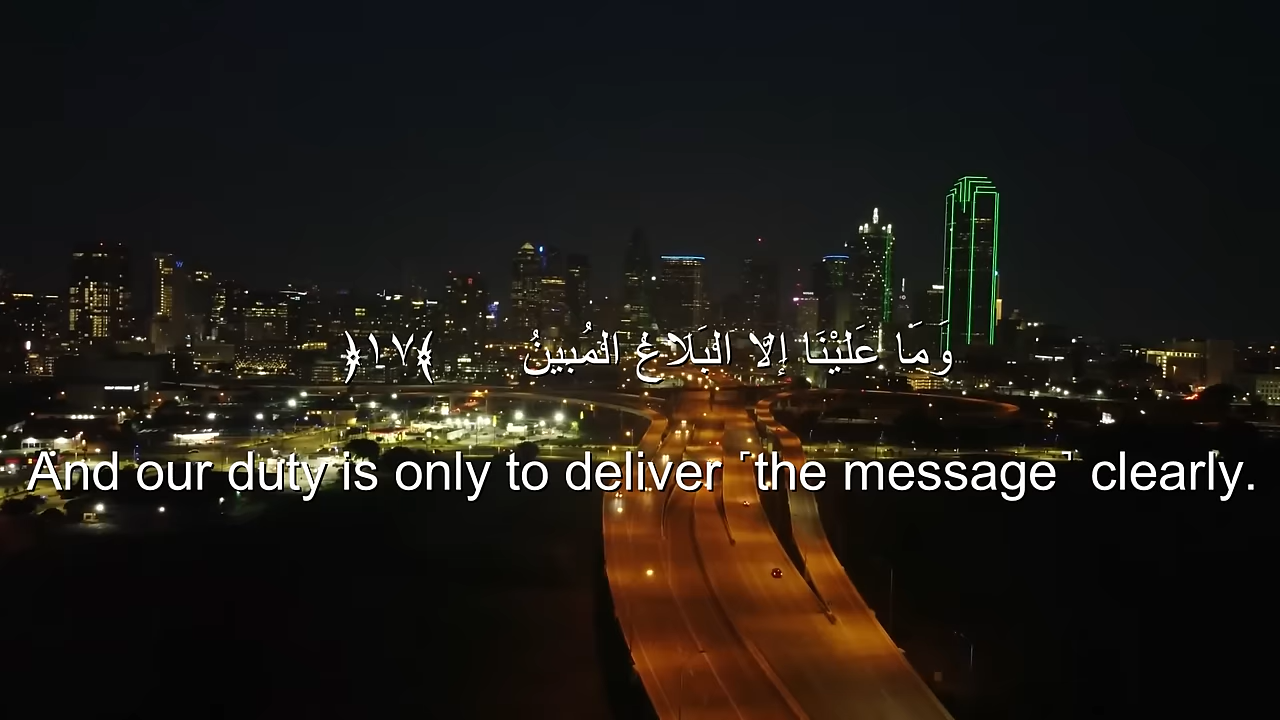 وَمَا عَلَيْنَا إِلَّا الْبَلَاغُ الْمُبِينُ ﴿١٧﴾
And our duty is only to deliver ˹the message˺ clearly.